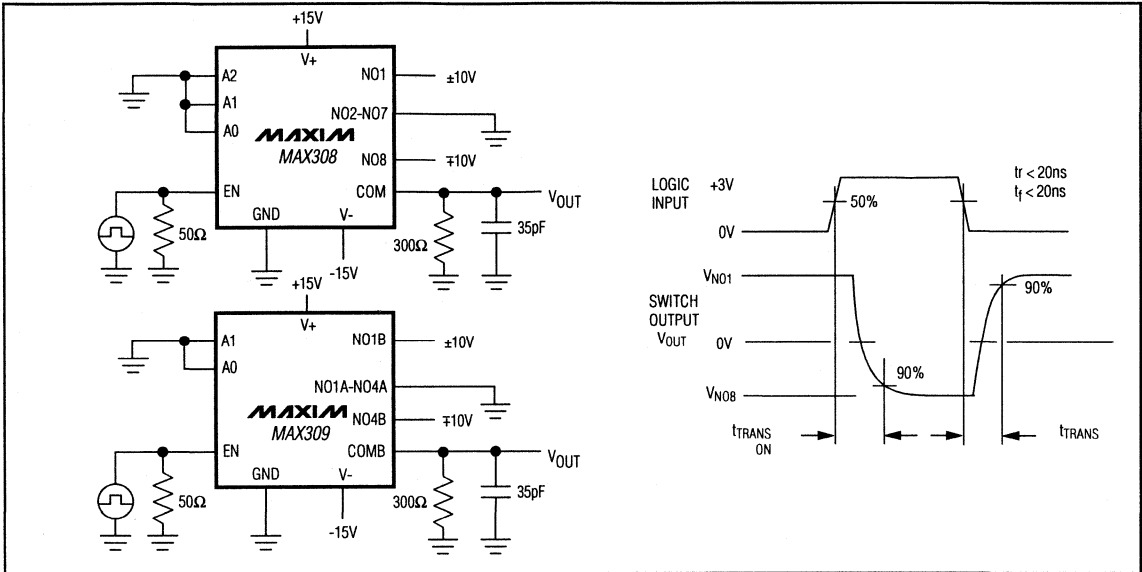 +15V
V+
A2
NO1
±10V
A1
NO2-NO7
A0
MAXIM
MAX308
NO8
∓10V
EN
COM
VOUT
GND
V-
50Ω
300Ω
35pF
-15V
+15V
V+
A1
NO1B
±10V
A0
NO1A-NO4A
MAXIM
MAX309
NO4B
∓10V
EN
COMB
VOUT
GND
V-
50Ω
300Ω
35pF
-15V
LOGIC INPUT
+3V
50%
tr < 20ns
tf < 20ns
0V
VNO1
90%
SWITCH OUTPUT VOUT
0V
90%
VNO8
tTRANS ON
tTRANS